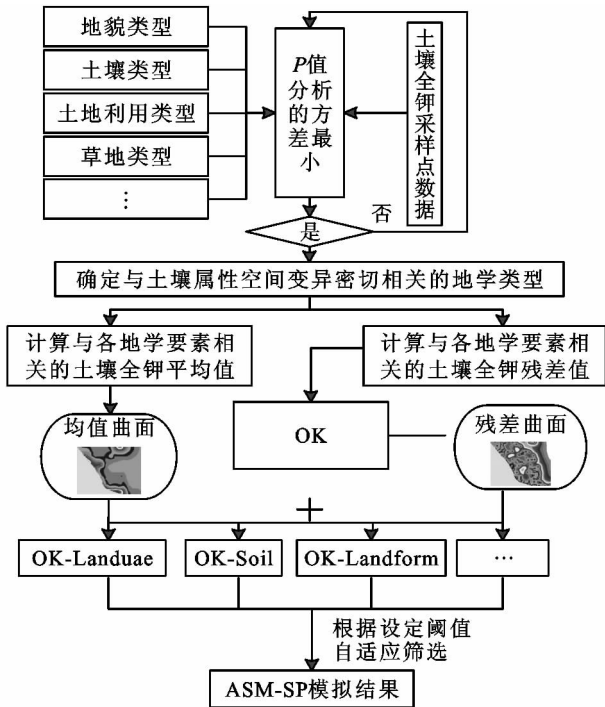 地貌类型
土壤类型
土地利用类型
草地类型
⋮
P值
分析
的方
差最
小
土壤全钾采样点数据
是
否
确定与土壤属性空间变异密切相关的地学类型
计算与各地学要素相
关的土壤全钾平均值
计算与各地学要素相
关的土壤全钾残差值
均值曲面
OK
残差曲面
+
OK-Landuae
OK-Soil
OK-Landform
…
根据设定阈值
自适应筛选
ASM-SP模拟结果